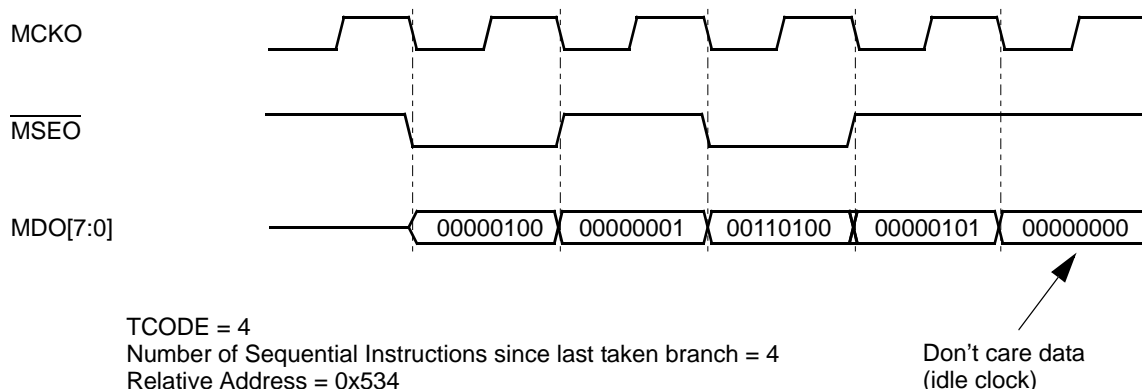 MCKO
MSEO
MDO[7:0]
00000100 00000001 00110100 00000101 00000000
TCODE = 4
Number of Sequential Instructions since last taken branch = 4
Relative Address = 0x534
Don't care data
(idle clock)